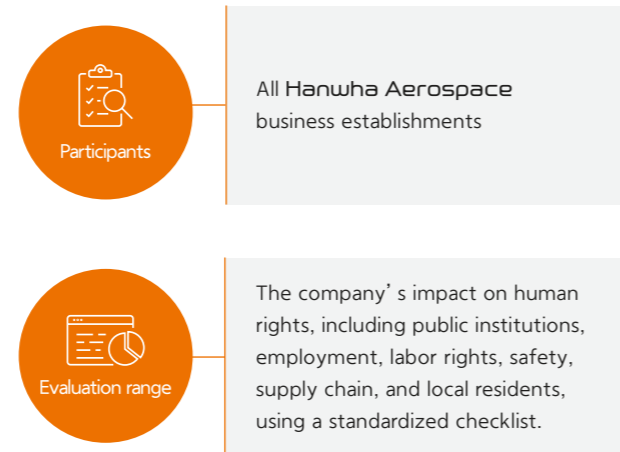 Participants
All Hanwha Aerospace
business establishments
Evaluation range
The company's impact on human
rights, including public institutions,
employment, labor rights, safety,
supply chain, and local residents,
using a standardized checklist.